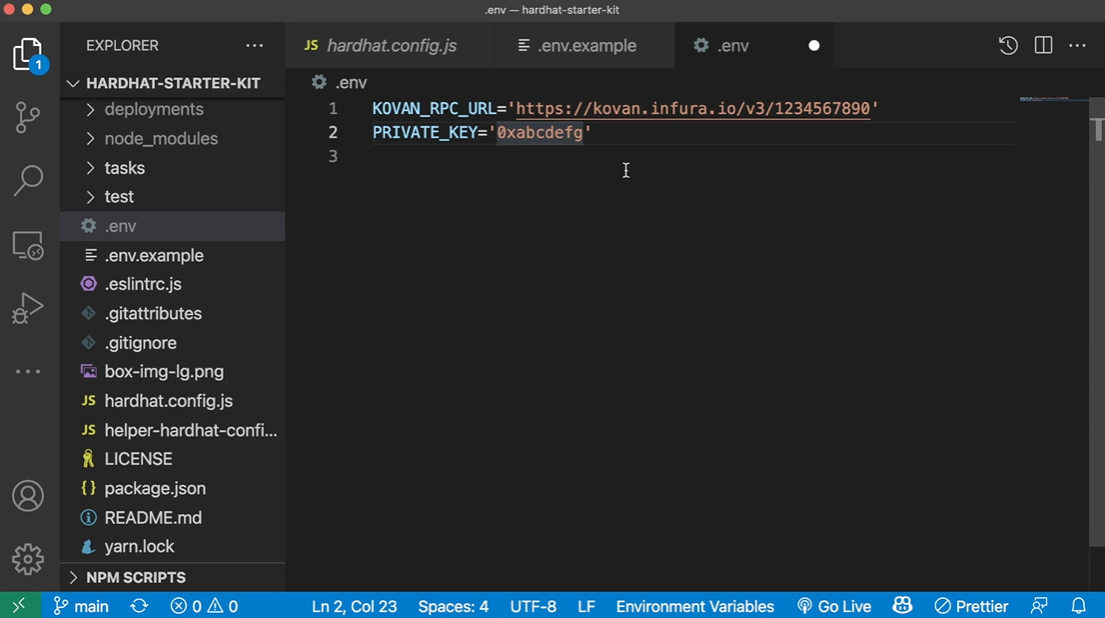 .env — hardhat-starter-kit
EXPLORER
JS hardhat.config.js
.env.example
.env
1
HARDHAT-STARTER-KIT
.env
deployments
node_modules
tasks
test
.env
.env.example
.eslintrc.js
.gitattributes
.gitignore
box-img-lg.png
JS hardhat.config.js
JS helper-hardhat-confi...
LICENSE
{} package.json
README.md
yarn.lock
NPM SCRIPTS
1 KOVAN_RPC_URL='https://kovan.infura.io/v3/1234567890'
2 PRIVATE_KEY='0xabcdefg'
3
main 0 0 Ln 2, Col 23 Spaces: 4 UTF-8 LF Environment Variables Go Live Prettier